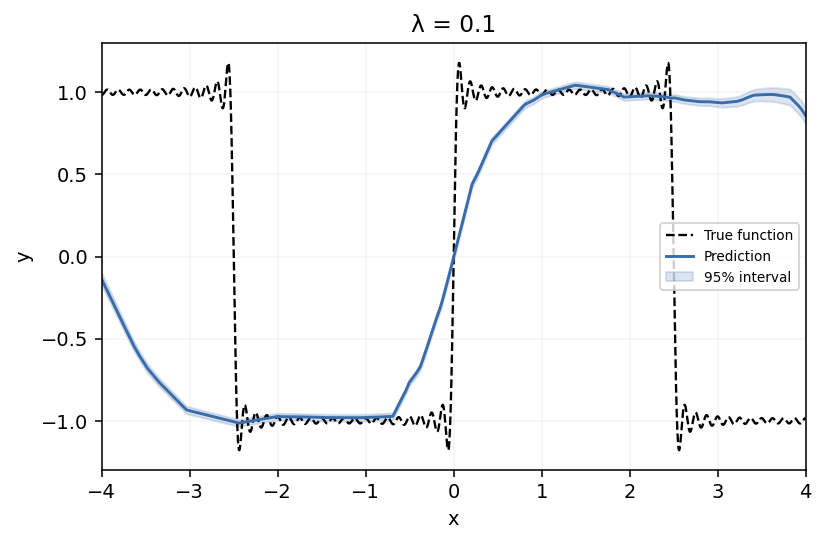 λ = 0.1
y
1.0
0.5
0.0
−0.5
−1.0
True function
Prediction
95% interval
−4 −3 −2 −1 0 1 2 3 4
x